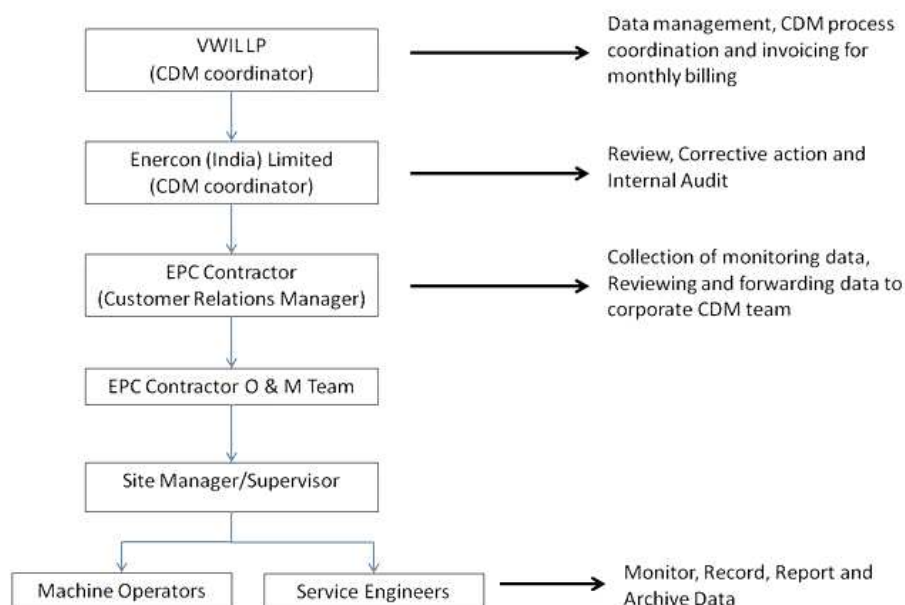 VWILLP
(CDM coordinator)
Data management, CDM process
coordination and invoicing for
monthly billing
Enercon (India) Limited
(CDM coordinator)
Review, Corrective action and
Internal Audit
EPC Contractor
(Customer Relations Manager)
Collection of monitoring data,
Reviewing and forwarding data to
corporate CDM team
EPC Contractor O & M Team
Site Manager/Supervisor
Machine Operators
Service Engineers
Monitor, Record, Report and
Archive Data